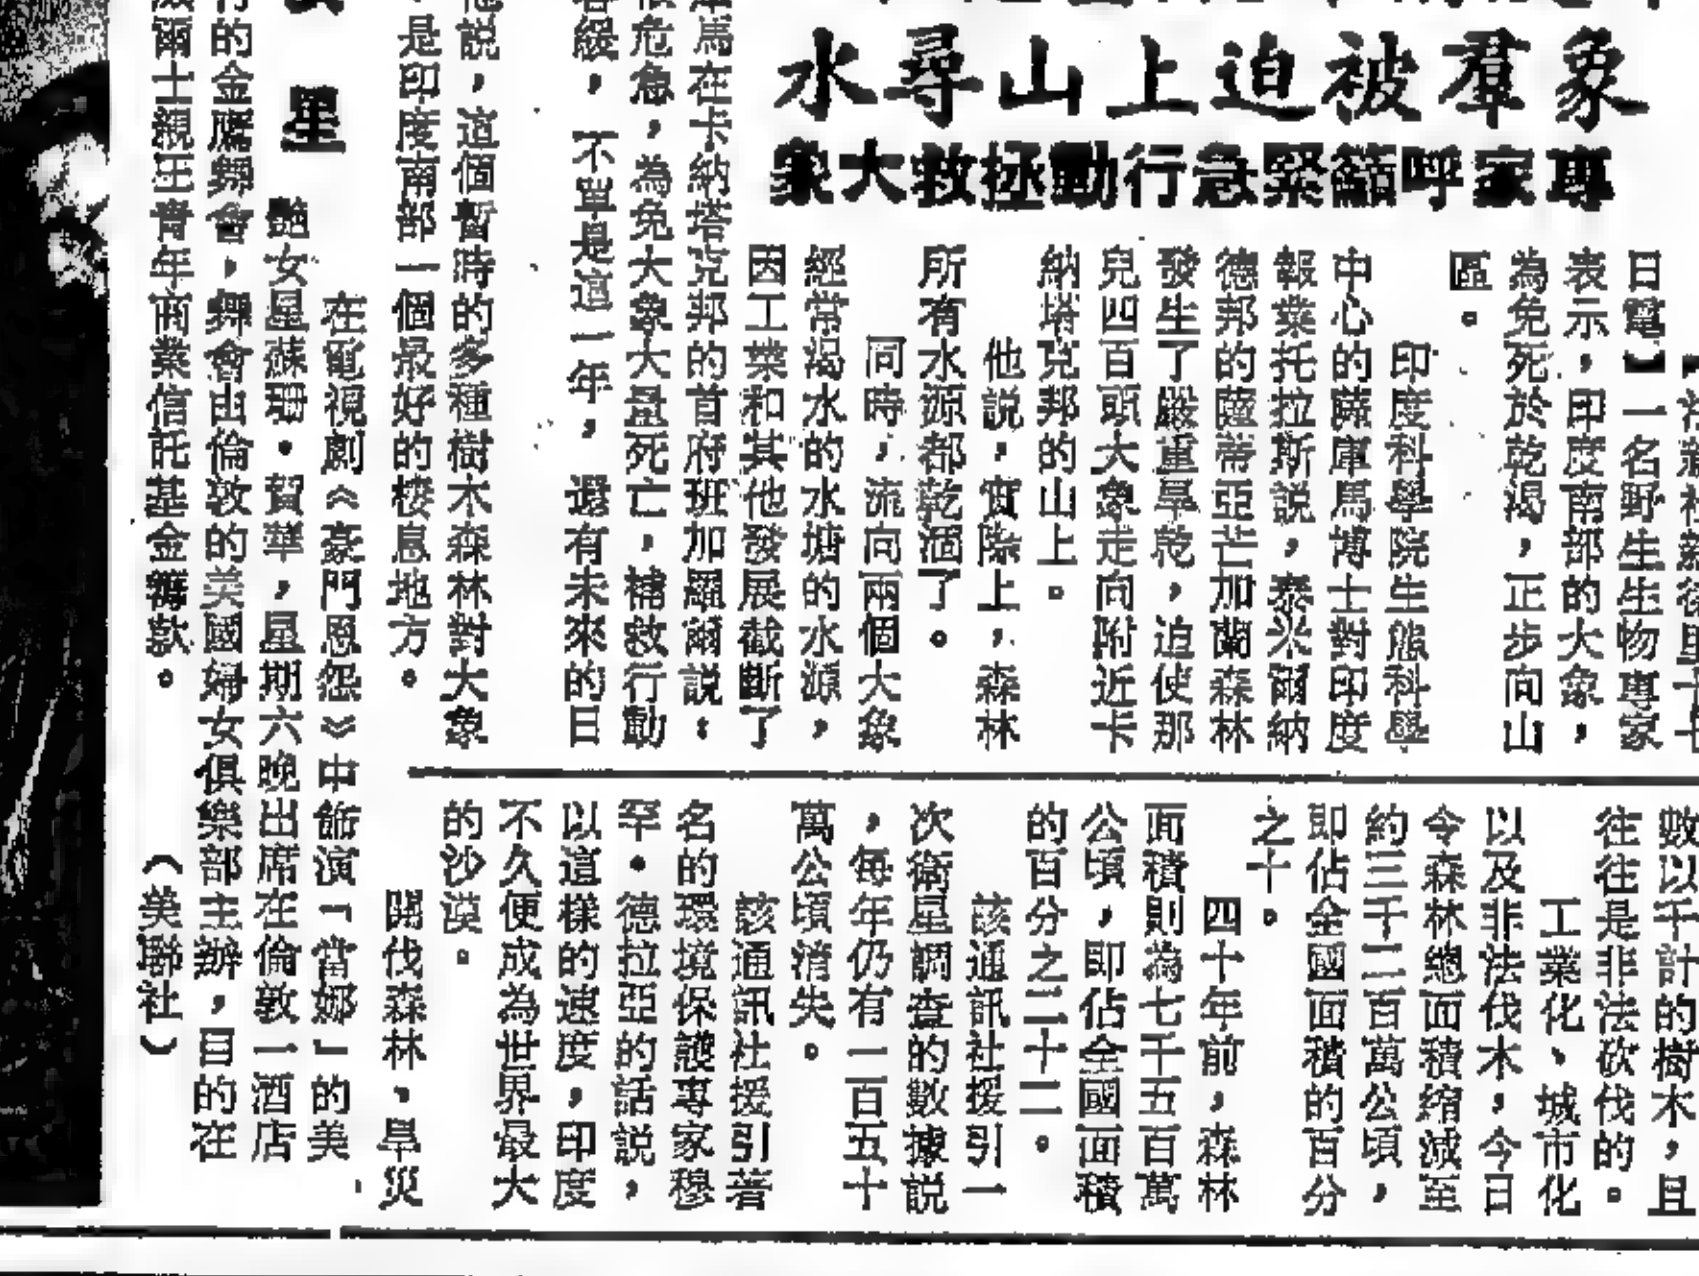 象羣被迫上山尋水
專家呼籲緊急行動拯救大象
日電】一名野生生物專家
表示，印度南部的大象，
為免死於乾渴，正步向山
區。
印度科學院生態科學
中心的蘇庫馬博士對印度
報業托拉斯說，泰米爾納
德邦的薩蒂亞芒加蘭森林
發生了嚴重旱乾，迫使那
兒四百頭大象走向附近卡
納塔克邦的山上。
他說，實際上，森林
所有水源都乾涸了。
同時，流向兩個大象
經常喝水的水塘的水源，
因工業和其他發展截斷了
馬在卡納塔克邦的首府班加羅爾說：
危急，為免大象大量死亡，補救行動
緩，不單是這一年，還有未來的日
說，這個暫時的多種樹木森林對大象
是印度南部一個最好的棲息地方。
數以千計的樹木，且
往往是非法砍伐的。
工業化、城市化
以及非法伐木，今日
令森林總面積縮減至
約三千二百萬公頃，
即佔全國面積的百分
之十。
四十年前，森林
面積則為七千五百萬
公頃，即佔全國面積
的百分之二十二。
該通訊社援引一
次衛星調查的數據說
，每年仍有一百五十
萬公頃消失。
該通訊社援引著
名的環境保護專家穆
罕·德拉亞的話說，
以這樣的速度，印度
不久便成為世界最大
的沙漠。
開伐森林，旱災
星
在電視劇《豪門恩怨》中飾演「當娜」的美
艷女星蘇珊·賀華，星期六晚出席在倫敦一酒店
的金鷹舞會，舞會由倫敦的美國婦女俱樂部主辦，目的在
爾士親王青年商業信託基金籌款。
（美聯社）